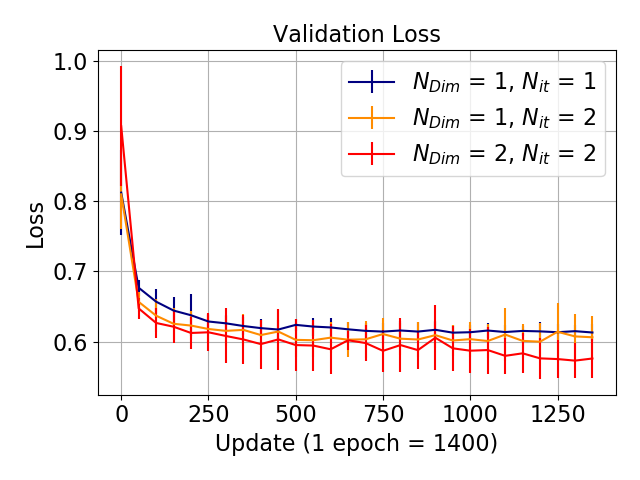 Validation Loss
1.0
0.9
0.8
0.7
0.6
Loss
N_Dim = 1, N_it = 1
N_Dim = 1, N_it = 2
N_Dim = 2, N_it = 2
0 250 500 750 1000 1250
Update (1 epoch = 1400)